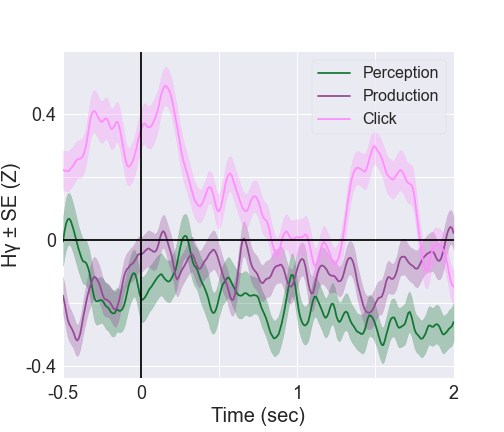 Perception
Production
Click
Hγ ± SE (Z)
0.4
0
-0.4
-0.5
0
1
2
Time (sec)